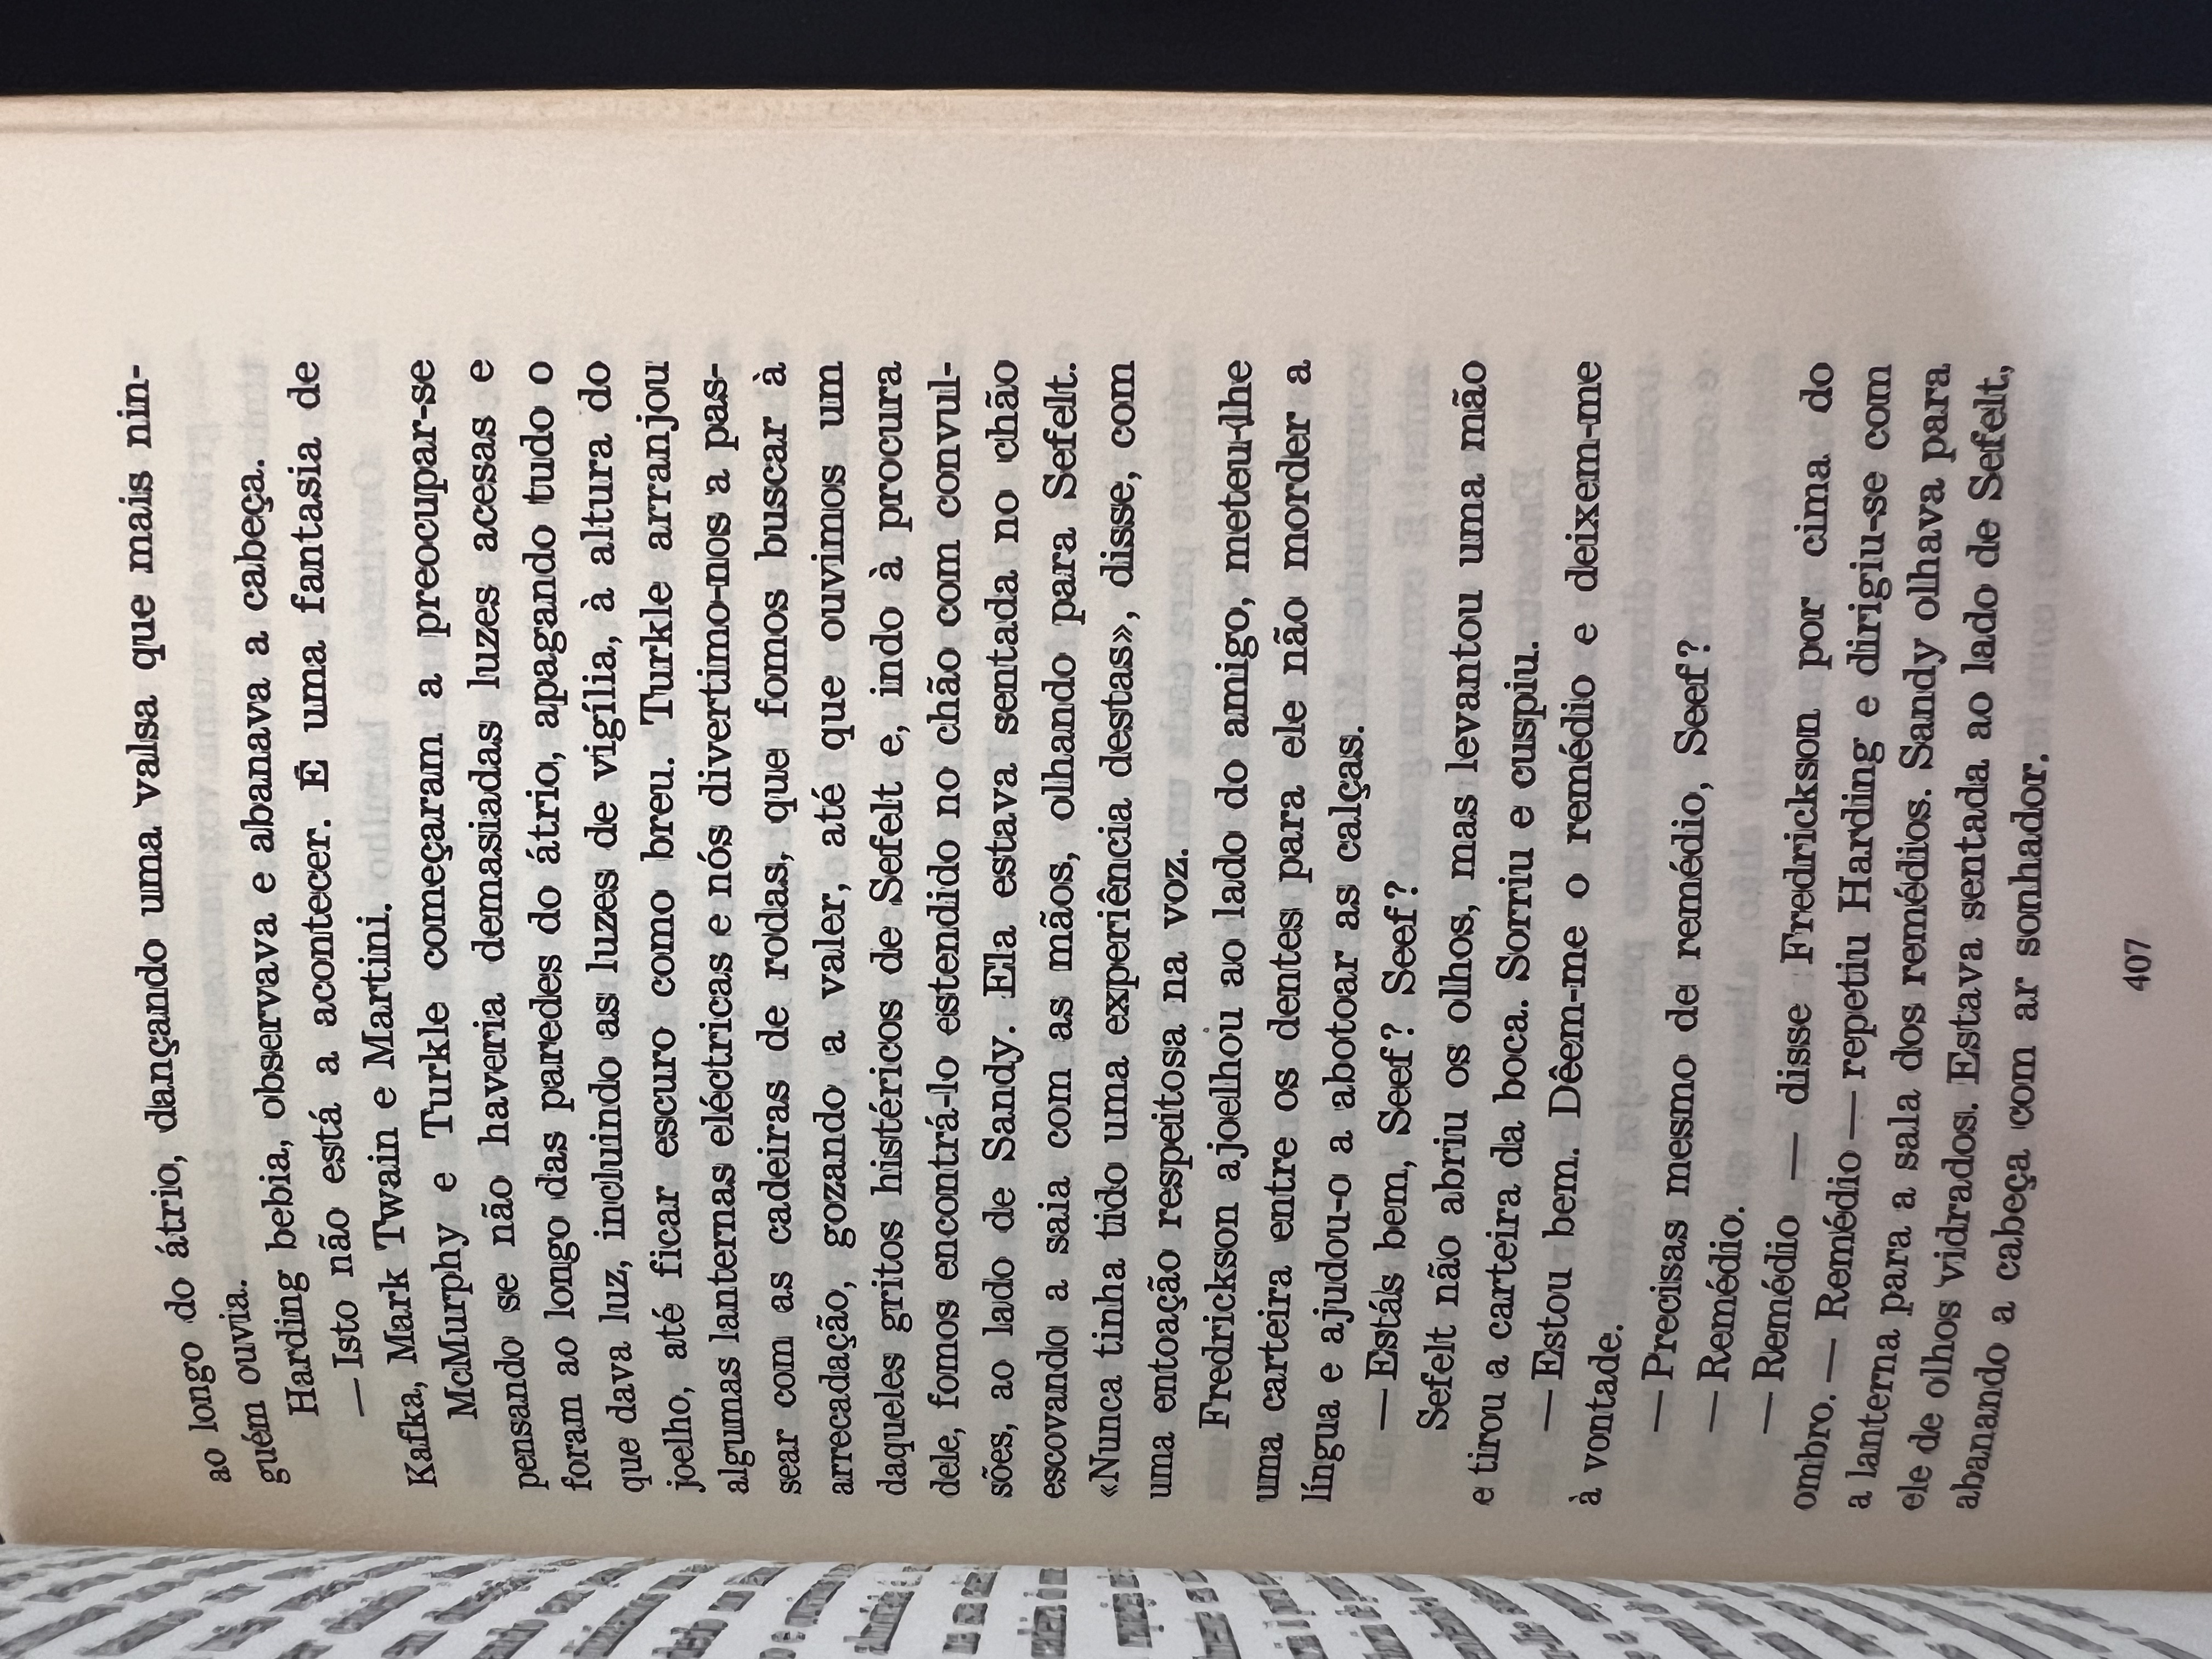 ao longo do átrio, dançando uma valsa que mais nin-
guém ouvia.
Harding bebia, observava e abanava a cabeça.
— Isto não está a acontecer. É uma fantasia de
Kafka, Mark Twain e Martini.
McMurphy e Turkle começaram a preocupar-se
pensando se não haveria demasiadas luzes acesas e
foram ao longo das paredes do átrio, apagando tudo o
que dava luz, incluindo as luzes de vigília, à altura do
joelho, até ficar escuro como breu. Turkle arranjou
algumas lanternas eléctricas e nós divertimo-nos a pas-
sear com as cadeiras de rodas, que fomos buscar à
arrecadação, gozando a valer, até que ouvimos um
daqueles gritos histéricos de Sefelt e, indo à procura
dele, fomos encontrá-lo estendido no chão com convul-
sões, ao lado de Sandy. Ela estava sentada no chão
escovando a saia com as mãos, olhando para Sefelt.
«Nunca tinha tido uma experiência destas», disse, com
uma entoação respeitosa na voz.
Fredrickson ajoelhou ao lado do amigo, meteu-lhe
uma carteira entre os dentes para ele não morder a
língua e ajudou-o a abotoar as calças.
— Estás bem, Seef? Seef?
Sefelt não abriu os olhos, mas levantou uma mão
e tirou a carteira da boca. Sorriu e cuspiu.
— Estou bem. Dêem-me o remédio e deixem-me
à vontade.
— Precisas mesmo de remédio, Seef?
— Remédio.
— Remédio — disse Fredrickson por cima do
ombro. — Remédio — repetiu Harding e dirigiu-se com
a lanterna para a sala dos remédios. Sandy olhava para
ele de olhos vidrados. Estava sentada ao lado de Sefelt,
abanando a cabeça com ar sonhador.
407